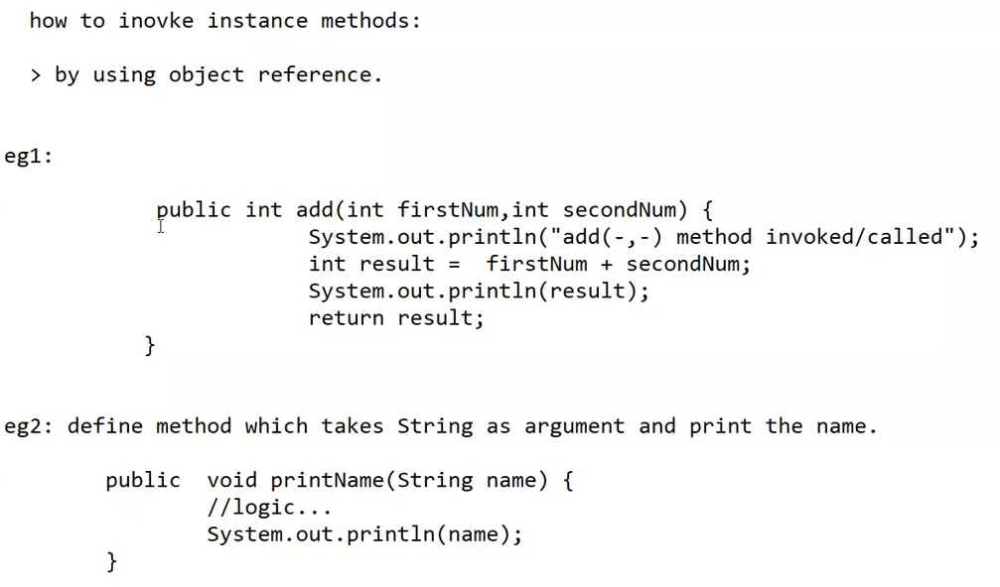 how to inovke instance methods:
> by using object reference.
eg1:
public int add(int firstNum,int secondNum) {
System.out.println("add(-,-) method invoked/called");
int result =  firstNum + secondNum;
System.out.println(result);
return result;
}
eg2: define method which takes String as argument and print the name.
public  void printName(String name) {
//logic...
System.out.println(name);
}